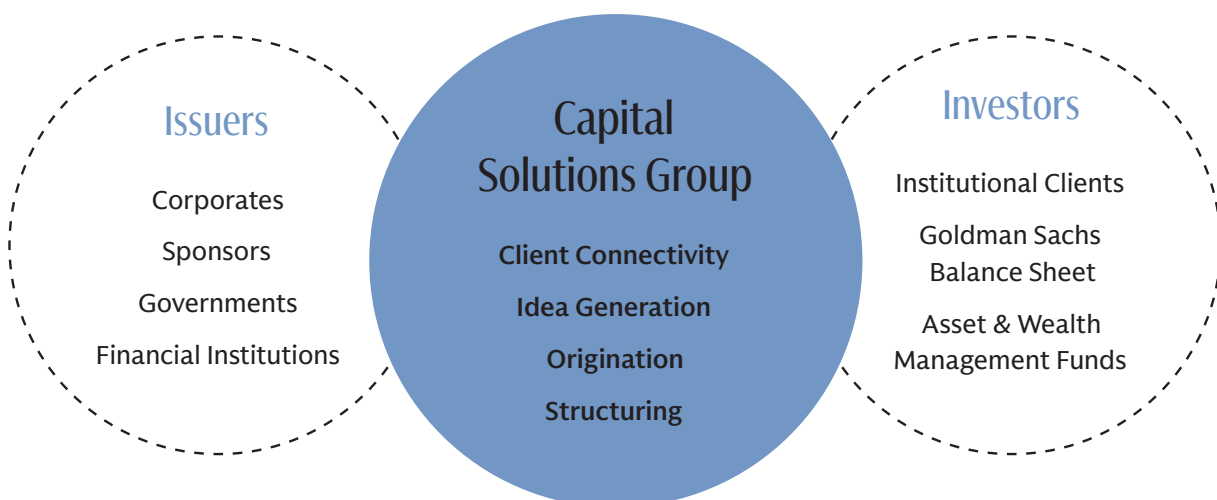 Issuers
Corporates
Sponsors
Governments
Financial Institutions
Capital
Solutions Group
Client Connectivity
Idea Generation
Origination
Structuring
Investors
Institutional Clients
Goldman Sachs
Balance Sheet
Asset & Wealth
Management Funds